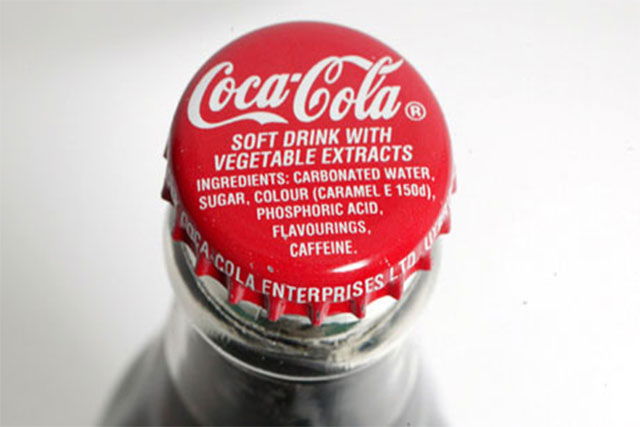 Coca-Cola®
SOFT DRINK WITH
VEGETABLE EXTRACTS
INGREDIENTS: CARBONATED WATER,
SUGAR, COLOUR (CARAMEL E 150d),
PHOSPHORIC ACID,
FLAVOURINGS,
CAFFEINE.
COCA-COLA ENTERPRISES LTD.